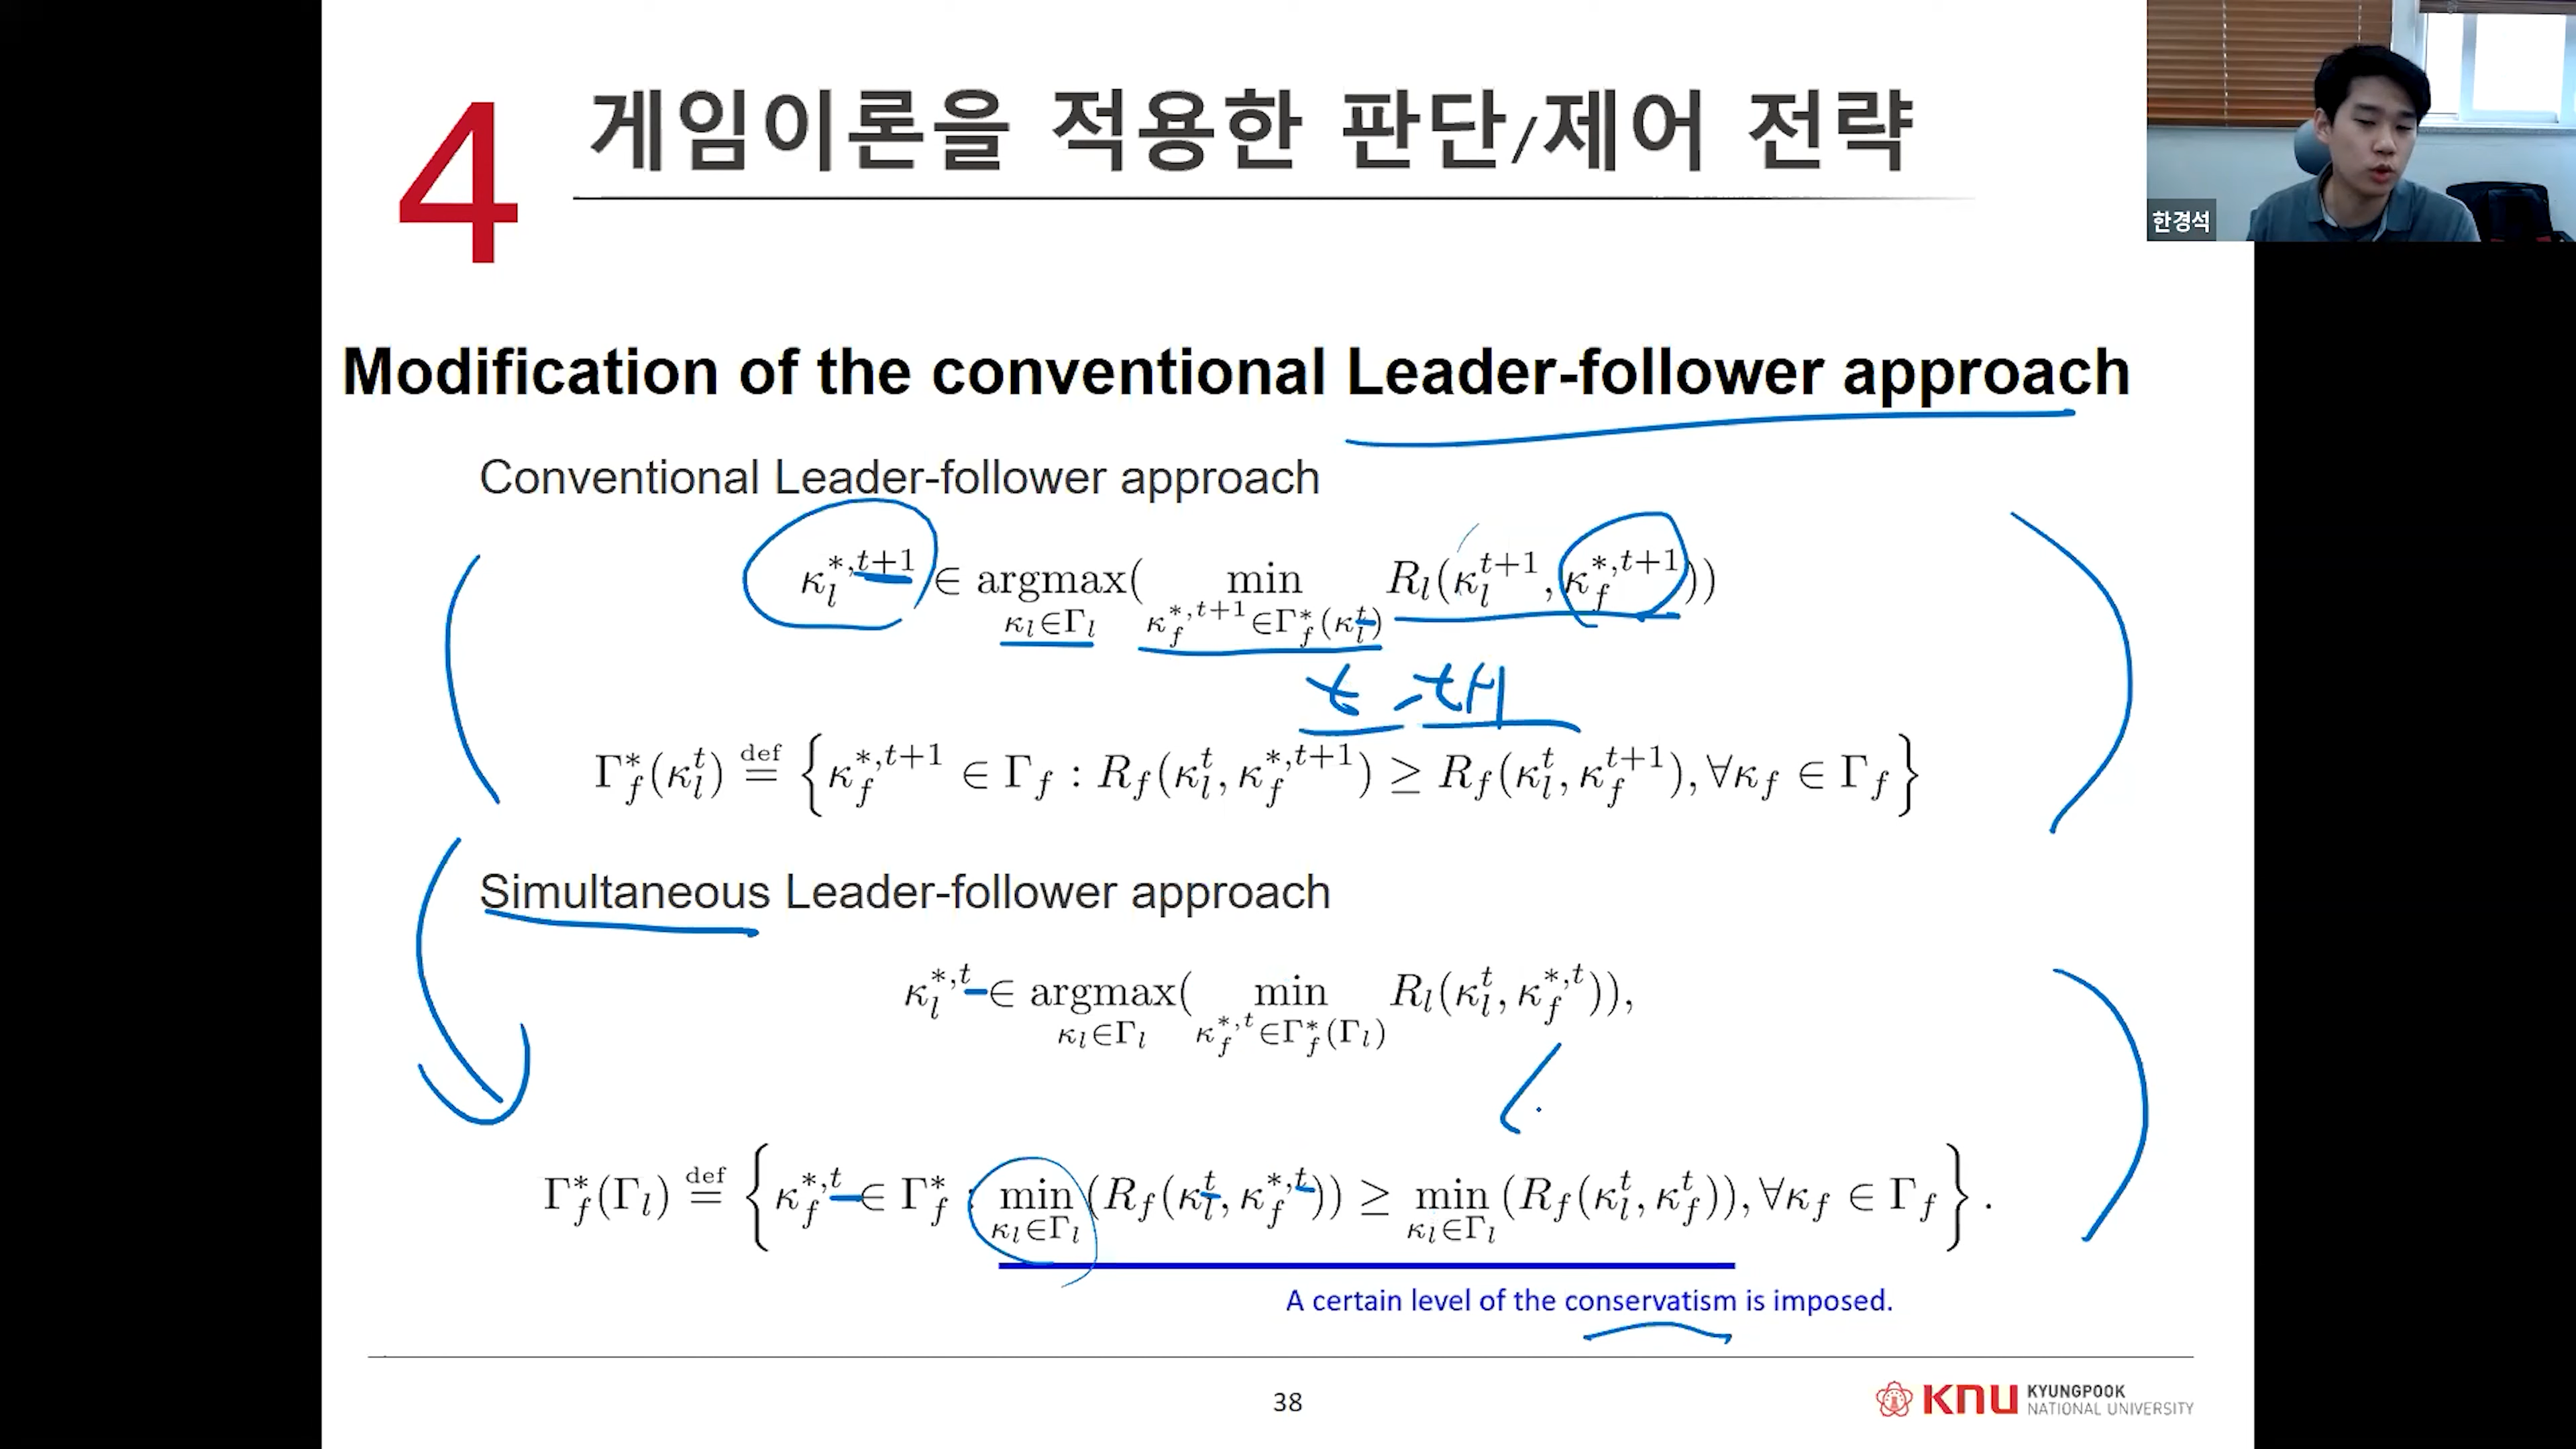 4 게임이론을 적용한 판단/제어 전략
한경석
Modification of the conventional Leader-follower approach
Conventional Leader-follower approach
κ_l^{*,t+1} ∈ argmax_{κ_l∈Γ_l}( min_{κ_f^{*,t+1}∈Γ_f^*(κ_l^t)} R_l(κ_l^{t+1}, κ_f^{*,t+1}))
t, t+1
Γ_f^*(κ_l^t) def= {κ_f^{*,t+1} ∈ Γ_f : R_f(κ_l^t, κ_f^{*,t+1}) ≥ R_f(κ_l^t, κ_f^{t+1}), ∀κ_f ∈ Γ_f}
Simultaneous Leader-follower approach
κ_l^{*,t} ∈ argmax_{κ_l∈Γ_l}( min_{κ_f^{*,t}∈Γ_f^*(Γ_l)} R_l(κ_l^t, κ_f^{*,t})),
Γ_f^*(Γ_l) def= {κ_f^{*,t} ∈ Γ_f^* : min_{κ_l∈Γ_l}(R_f(κ_l^t, κ_f^{*,t})) ≥ min_{κ_l∈Γ_l}(R_f(κ_l^t, κ_f^t)), ∀κ_f ∈ Γ_f}.
A certain level of the conservatism is imposed.
38
KNU KYUNGPOOK
NATIONAL UNIVERSITY